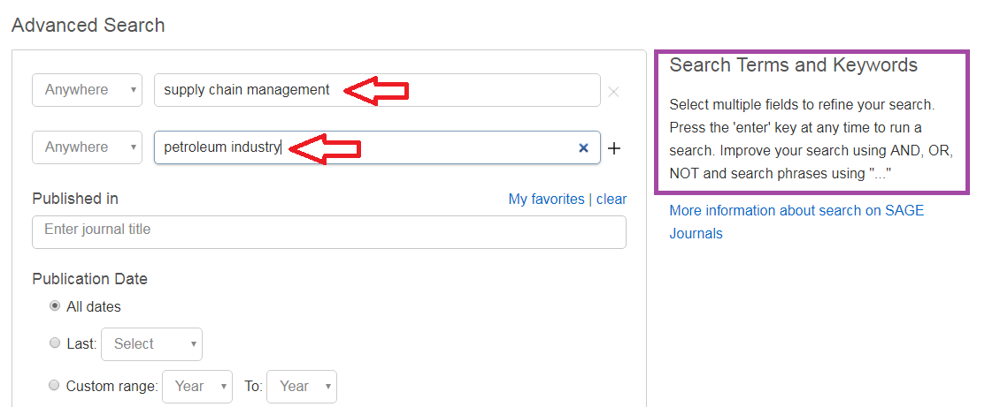 Advanced Search
Anywhere supply chain management
Anywhere petroleum industry
Published in My favorites | clear
Enter journal title
Publication Date
All dates
Last: Select
Custom range: Year To: Year
Search Terms and Keywords
Select multiple fields to refine your search.
Press the 'enter' key at any time to run a
search. Improve your search using AND, OR,
NOT and search phrases using "..."
More information about search on SAGE
Journals